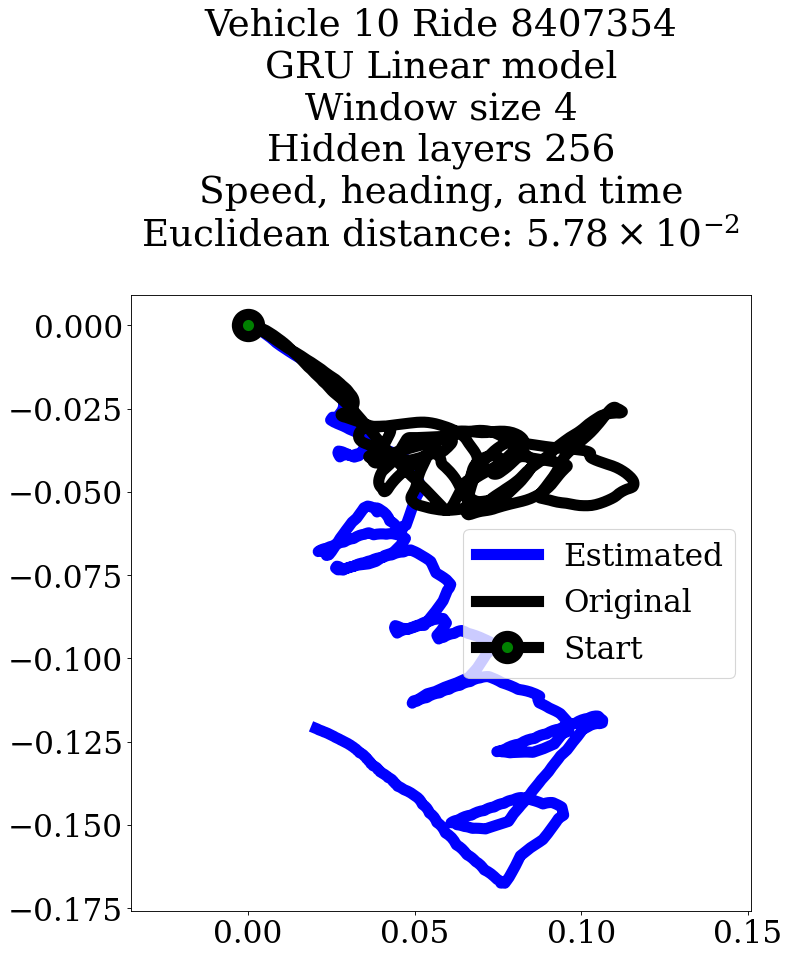 Vehicle 10 Ride 8407354
GRU Linear model
Window size 4
Hidden layers 256
Speed, heading, and time
Euclidean distance: 5.78 × 10⁻²
0.000
−0.025
−0.050
−0.075
−0.100
−0.125
−0.150
−0.175
Estimated
Original
Start
0.00 0.05 0.10 0.15